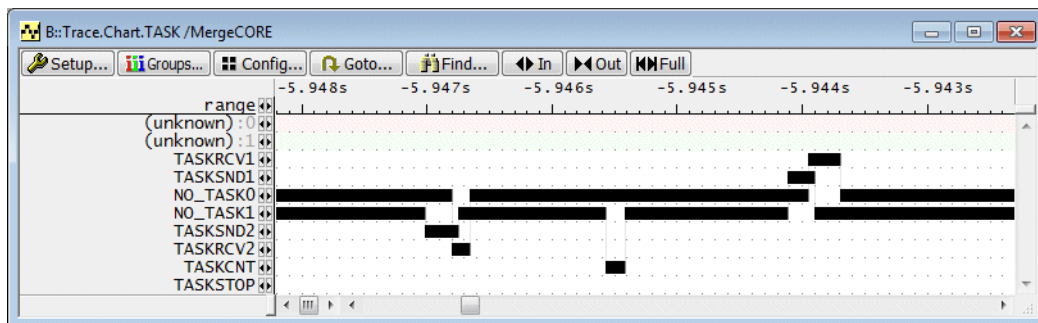 B::Trace.Chart.TASK /MergeCORE
Setup... Groups... Config... Goto... Find... In Out Full
-5.948s -5.947s -5.946s -5.945s -5.944s -5.943s
range
(unknown):0
(unknown):1
TASKRCV1
TASKSND1
NO_TASK0
NO_TASK1
TASKSND2
TASKRCV2
TASKCNT
TASKSTOP